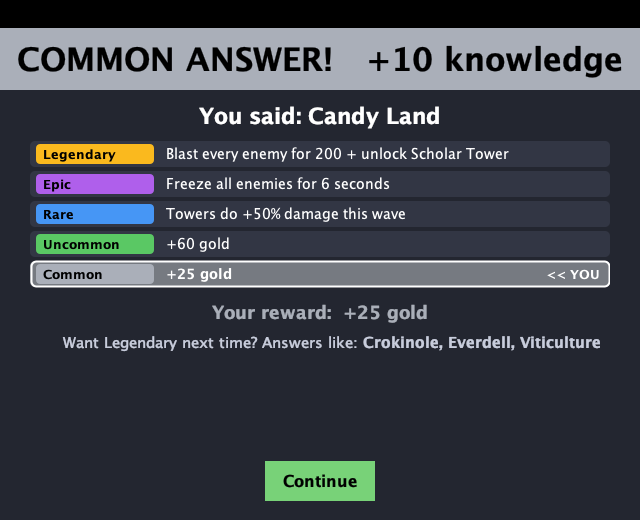 COMMON ANSWER! +10 knowledge
You said: Candy Land
Legendary Blast every enemy for 200 + unlock Scholar Tower
Epic Freeze all enemies for 6 seconds
Rare Towers do +50% damage this wave
Uncommon +60 gold
Common +25 gold << YOU
Your reward: +25 gold
Want Legendary next time? Answers like: Crokinole, Everdell, Viticulture
Continue